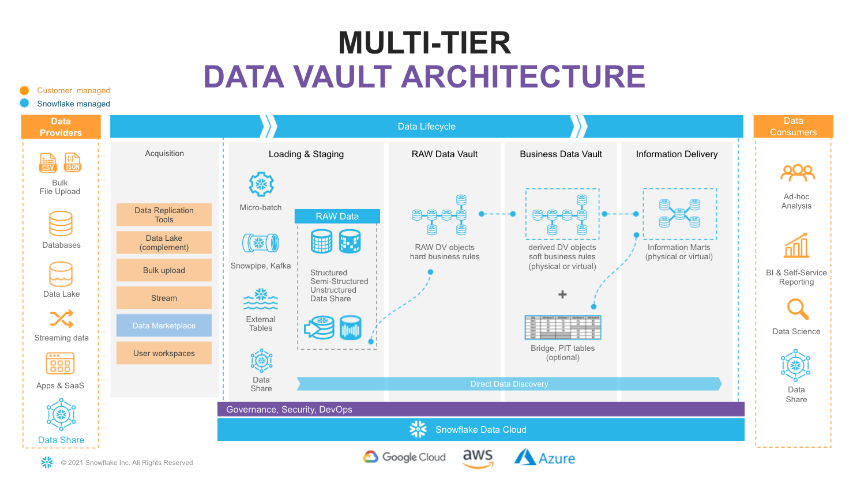 MULTI-TIER
DATA VAULT ARCHITECTURE
Customer managed
Snowflake managed
Data
Providers
Data Lifecycle
Data
Consumers
CSV
JSON
Bulk
File Upload
Databases
Data Lake
Streaming data
Apps & SaaS
Data Share
Acquisition
Data Replication
Tools
Data Lake
(complement)
Bulk upload
Stream
Data Marketplace
User workspaces
Loading & Staging
Micro-batch
Snowpipe, Kafka
External
Tables
Data
Share
RAW Data
Structured
Semi-Structured
Unstructured
Data Share
RAW Data Vault
RAW DV objects
hard business rules
Business Data Vault
derived DV objects
soft business rules
(physical or virtual)
+
Bridge, PIT tables
(optional)
Information Delivery
Information Marts
(physical or virtual)
Direct Data Discovery
Ad-hoc
Analysis
BI & Self-Service
Reporting
Data Science
Data
Share
Governance, Security, DevOps
Snowflake Data Cloud
© 2021 Snowflake Inc. All Rights Reserved
Google Cloud
aws
Azure